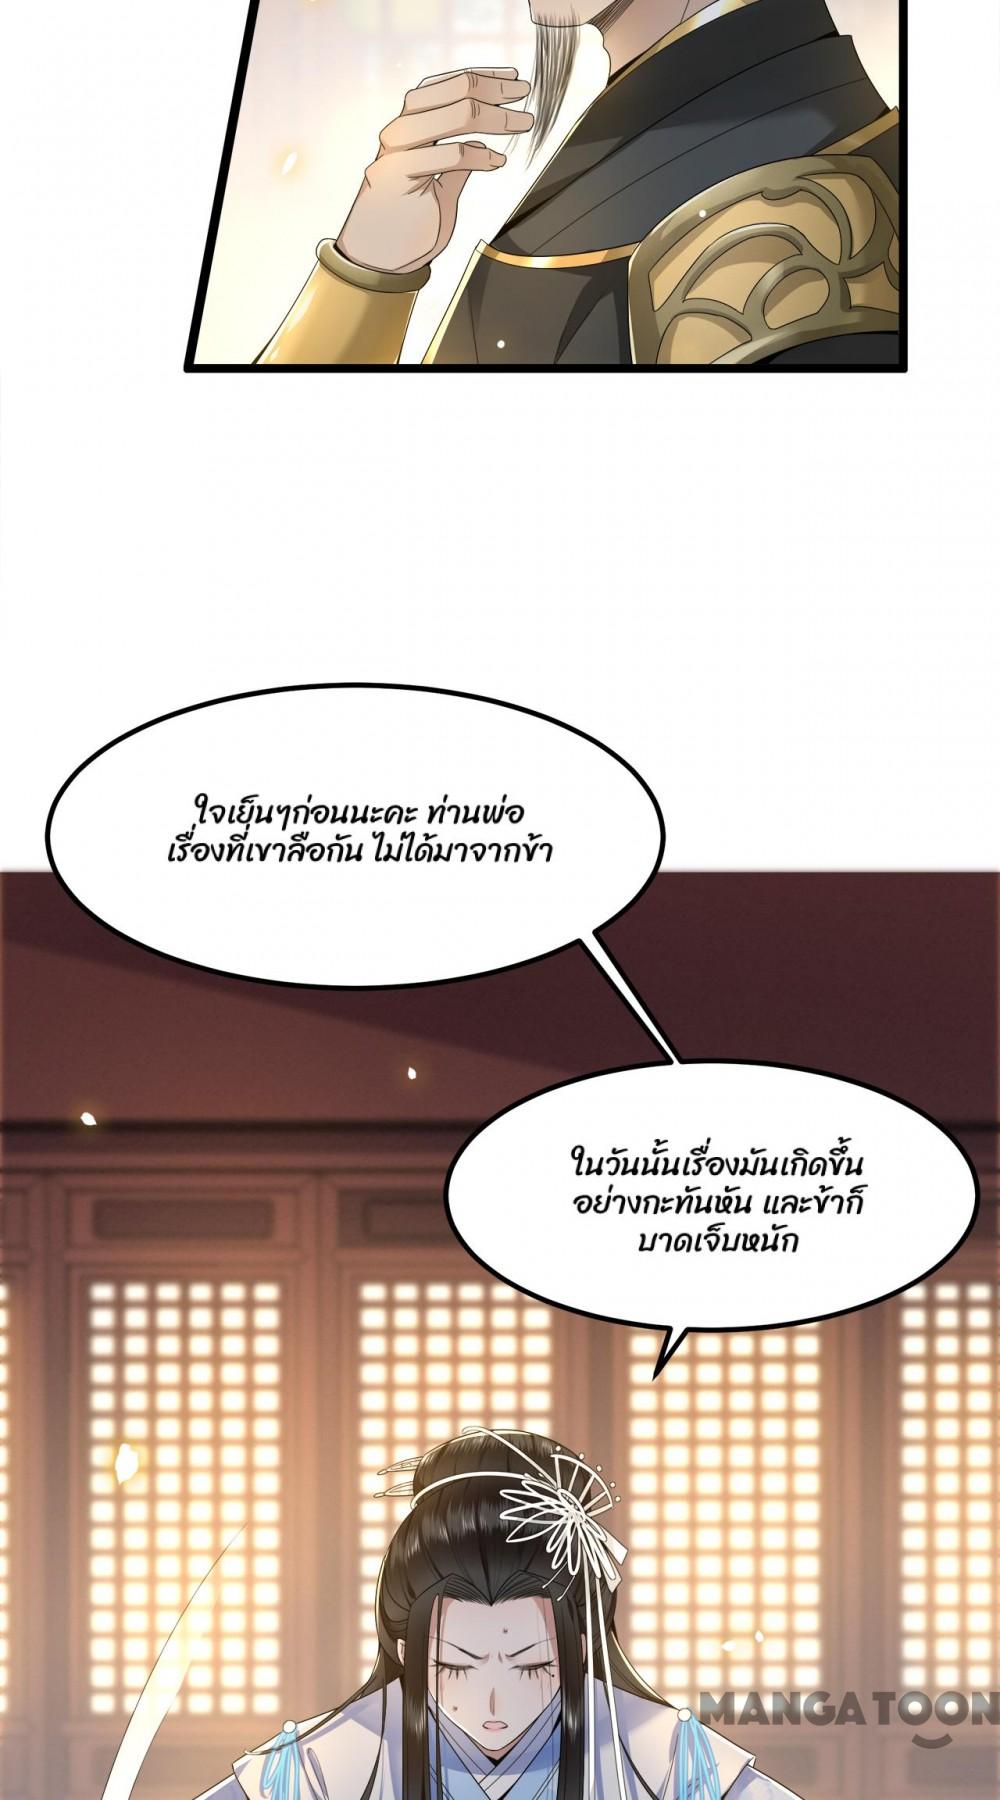 ใจเย็นๆก่อนนะคะ ท่านพ่อ
เรื่องที่เขาลือกัน ไม่ได้มาจากข้า
ในวันนั้นเรื่องมันเกิดขึ้น
อย่างกะทันหัน และข้าก็
บาดเจ็บหนัก
MANGATOON